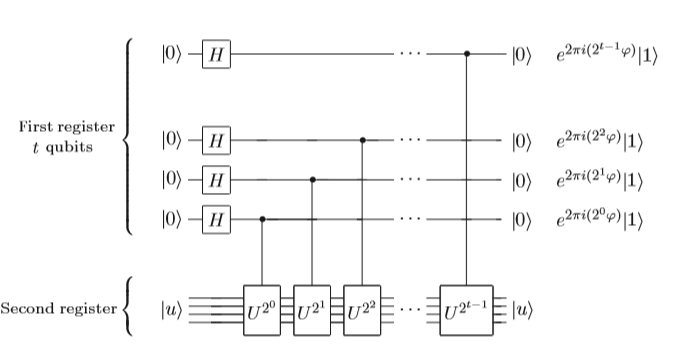 |0⟩ H ··· |0⟩ e^{2πi(2^{t−1}φ)}|1⟩
First register
t qubits
|0⟩ H ··· |0⟩ e^{2πi(2^2φ)}|1⟩
|0⟩ H ··· |0⟩ e^{2πi(2^1φ)}|1⟩
|0⟩ H ··· |0⟩ e^{2πi(2^0φ)}|1⟩
Second register |u⟩ U^{2^0} U^{2^1} U^{2^2} ··· U^{2^{t−1}} |u⟩